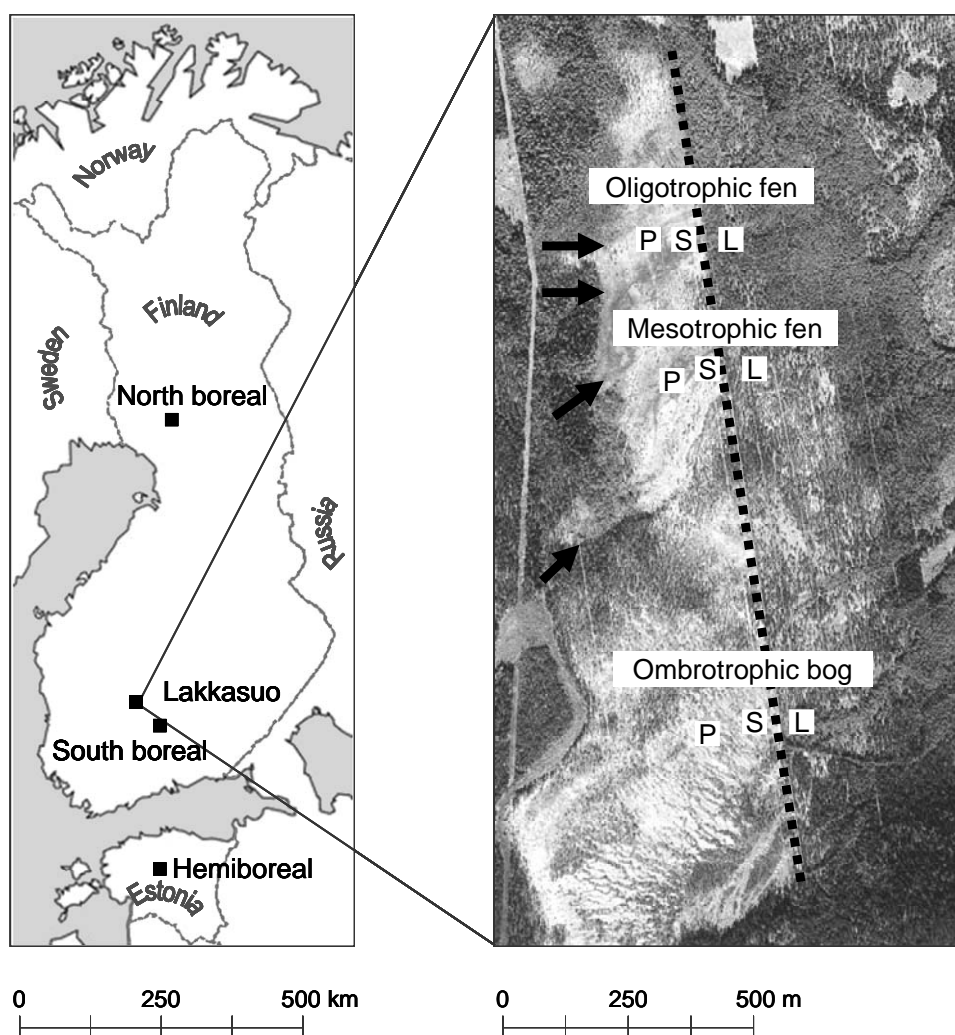 Norway
Finland
Sweden
North boreal
Russia
Lakkasuo
South boreal
Hemiboreal
Estonia
0 250 500 km
Oligotrophic fen
P S L
Mesotrophic fen
P S L
Ombrotrophic bog
P S L
0 250 500 m